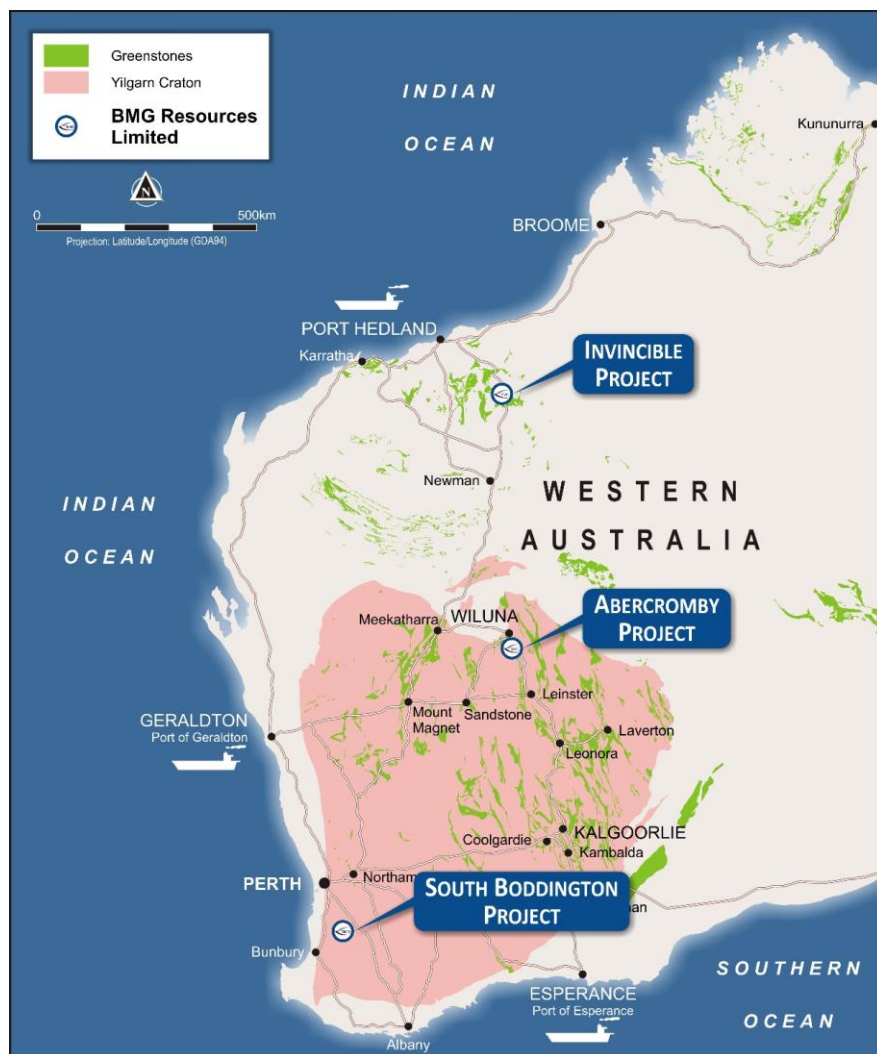 Greenstones
Yilgarn Craton
BMG Resources
Limited
N
0 500km
Projection: Latitude/Longitude (GDA94)
INDIAN
OCEAN
Kununurra
BROOME
PORT HEDLAND
Karratha
INVINCIBLE
PROJECT
Newman
WESTERN
AUSTRALIA
INDIAN
OCEAN
Meekatharra
WILUNA
ABERCROMBY
PROJECT
Leinster
Mount
Magnet
Sandstone
GERALDTON
Port of Geraldton
Laverton
Leonora
KALGOORLIE
Coolgardie
Kambalda
PERTH
Northam
SOUTH BODDINGTON
PROJECT
Bunbury
SOUTHERN
OCEAN
ESPERANCE
Port of Esperance
Albany